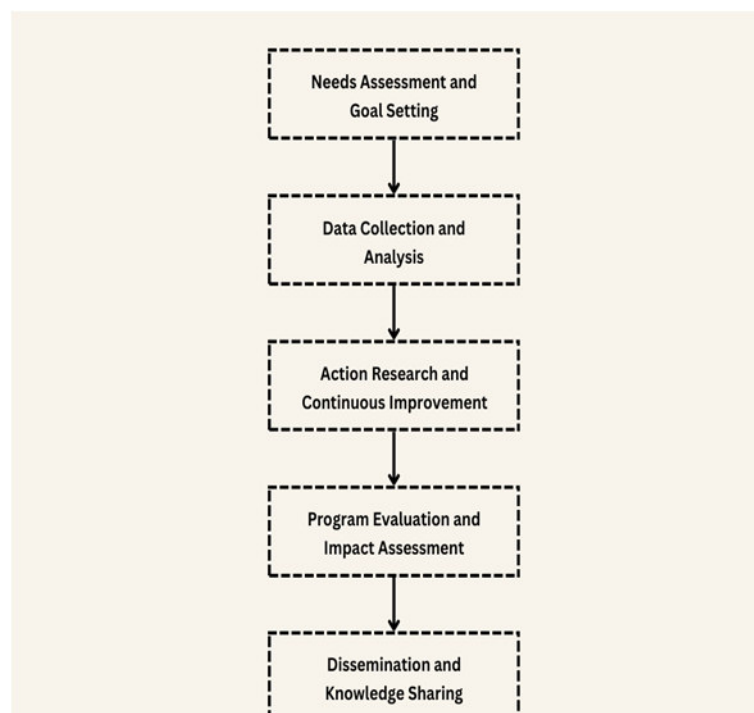 Needs Assessment and
Goal Setting
Data Collection and
Analysis
Action Research and
Continuous Improvement
Program Evaluation and
Impact Assessment
Dissemination and
Knowledge Sharing